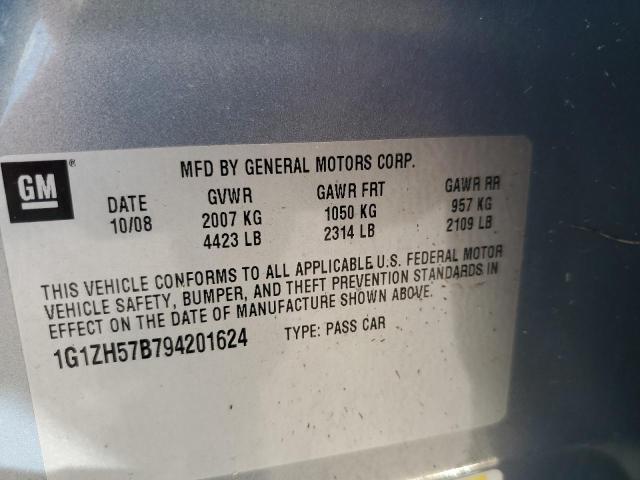 GM®
MFD BY GENERAL MOTORS CORP.
DATE GVWR GAWR FRT GAWR RR
10/08 2007 KG 1050 KG 957 KG
4423 LB 2314 LB 2109 LB
THIS VEHICLE CONFORMS TO ALL APPLICABLE U.S. FEDERAL MOTOR
VEHICLE SAFETY, BUMPER, AND THEFT PREVENTION STANDARDS IN
EFFECT ON THE DATE OF MANUFACTURE SHOWN ABOVE.
1G1ZH57B794201624 TYPE: PASS CAR